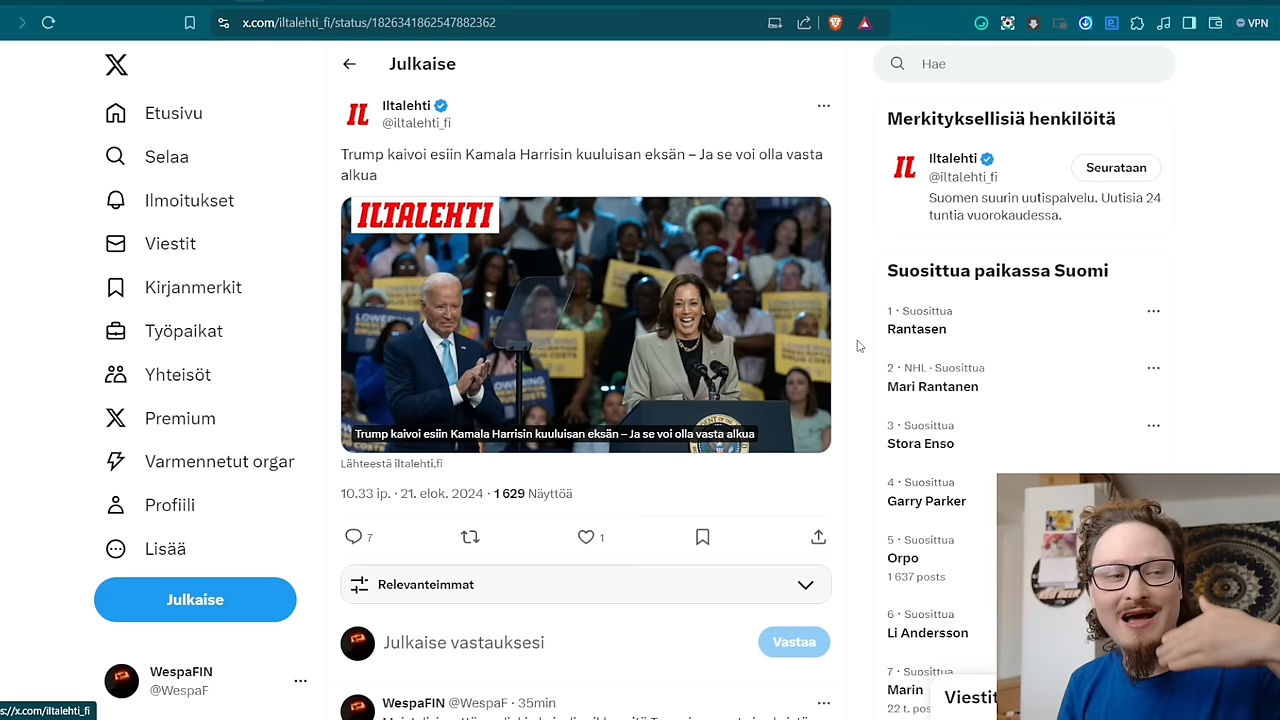 x.com/iltalehti_fi/status/1826341862547882362
VPN
Etusivu
Selaa
Ilmoitukset
Viestit
Kirjanmerkit
Työpaikat
Yhteisöt
Premium
Varmennetut orgar
Profiili
Lisää
Julkaise
WespaFIN
@WespaF
s://x.com/iltalehti_fi
Julkaise
IL
Iltalehti
@iltalehti_fi
Trump kaivoi esiin Kamala Harrisin kuuluisan eksän – Ja se voi olla vasta
alkua
ILTALEHTI
Trump kaivoi esiin Kamala Harrisin kuuluisan eksän – Ja se voi olla vasta alkua
Lähteestä iltalehti.fi
10.33 ip. · 21. elok. 2024 · 1 629 Näyttöä
7
1
Relevanteimmat
Julkaise vastauksesi
Vastaa
WespaFIN @WespaF · 35min
Hae
Merkityksellisiä henkilöitä
IL
Iltalehti
@iltalehti_fi
Seurataan
Suomen suurin uutispalvelu. Uutisia 24
tuntia vuorokaudessa.
Suosittua paikassa Suomi
1 · Suosittua
Rantasen
2 · NHL · Suosittua
Mari Rantanen
3 · Suosittua
Stora Enso
4 · Suosittua
Garry Parker
5 · Suosittua
Orpo
1 637 posts
6 · Suosittua
Li Andersson
7 · Suosittua
Marin
22 t. pos
Viestit